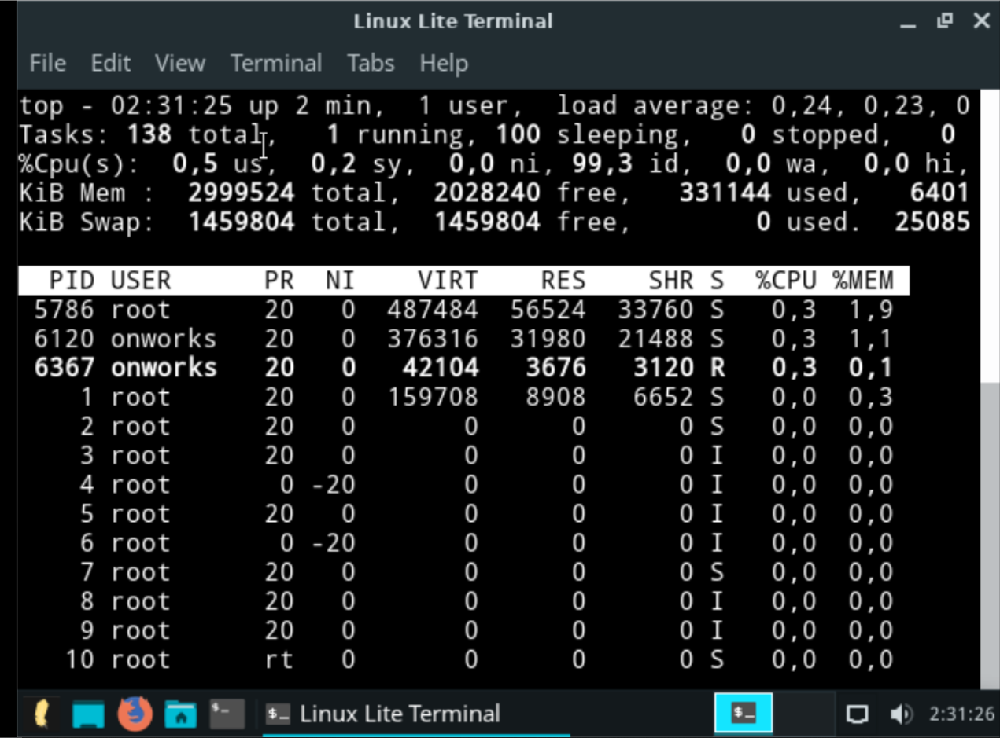 Linux Lite Terminal
File Edit View Terminal Tabs Help
top - 02:31:25 up 2 min,  1 user,  load average: 0,24, 0,23, 0
Tasks: 138 total,   1 running, 100 sleeping,   0 stopped,   0
%Cpu(s):  0,5 us,  0,2 sy,  0,0 ni, 99,3 id,  0,0 wa,  0,0 hi,
KiB Mem :  2999524 total,  2028240 free,   331144 used,   6401
KiB Swap:  1459804 total,  1459804 free,        0 used.  25085
PID USER PR NI VIRT RES SHR S %CPU %MEM
5786 root 20 0 487484 56524 33760 S 0,3 1,9
6120 onworks 20 0 376316 31980 21488 S 0,3 1,1
6367 onworks 20 0 42104 3676 3120 R 0,3 0,1
1 root 20 0 159708 8908 6652 S 0,0 0,3
2 root 20 0 0 0 0 S 0,0 0,0
3 root 20 0 0 0 0 I 0,0 0,0
4 root 0 -20 0 0 0 I 0,0 0,0
5 root 20 0 0 0 0 I 0,0 0,0
6 root 0 -20 0 0 0 I 0,0 0,0
7 root 20 0 0 0 0 S 0,0 0,0
8 root 20 0 0 0 0 I 0,0 0,0
9 root 20 0 0 0 0 I 0,0 0,0
10 root rt 0 0 0 0 S 0,0 0,0
$_ $_ Linux Lite Terminal $_ 2:31:26